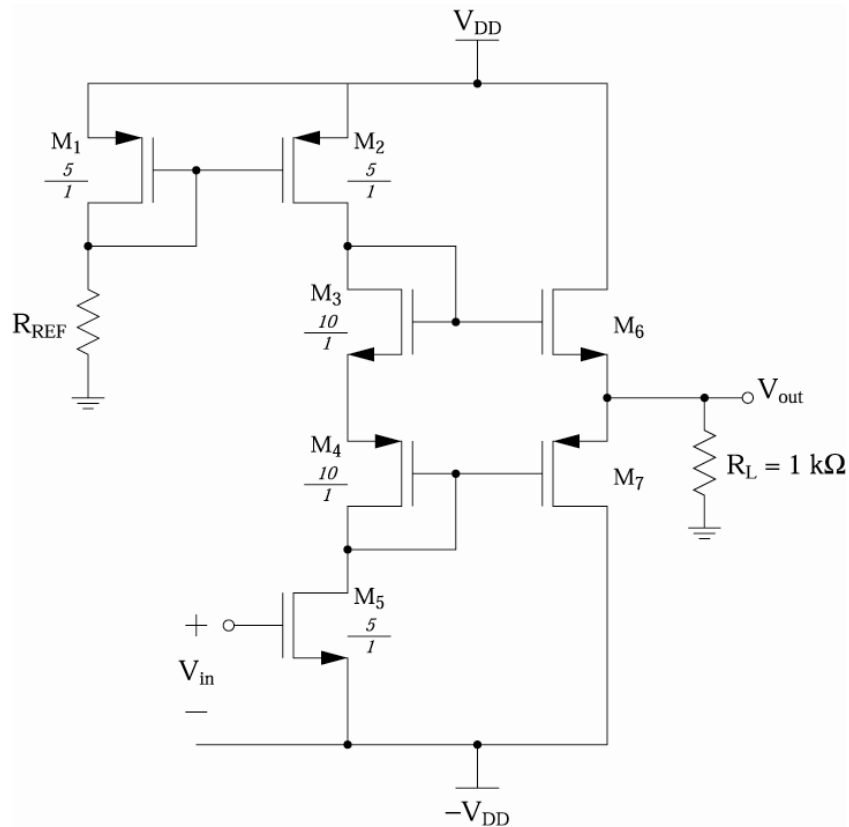 V_DD
M_1
5/1
M_2
5/1
R_REF
M_3
10/1
M_6
V_out
M_4
10/1
M_7
R_L = 1 kΩ
M_5
5/1
+
V_in
−
−V_DD